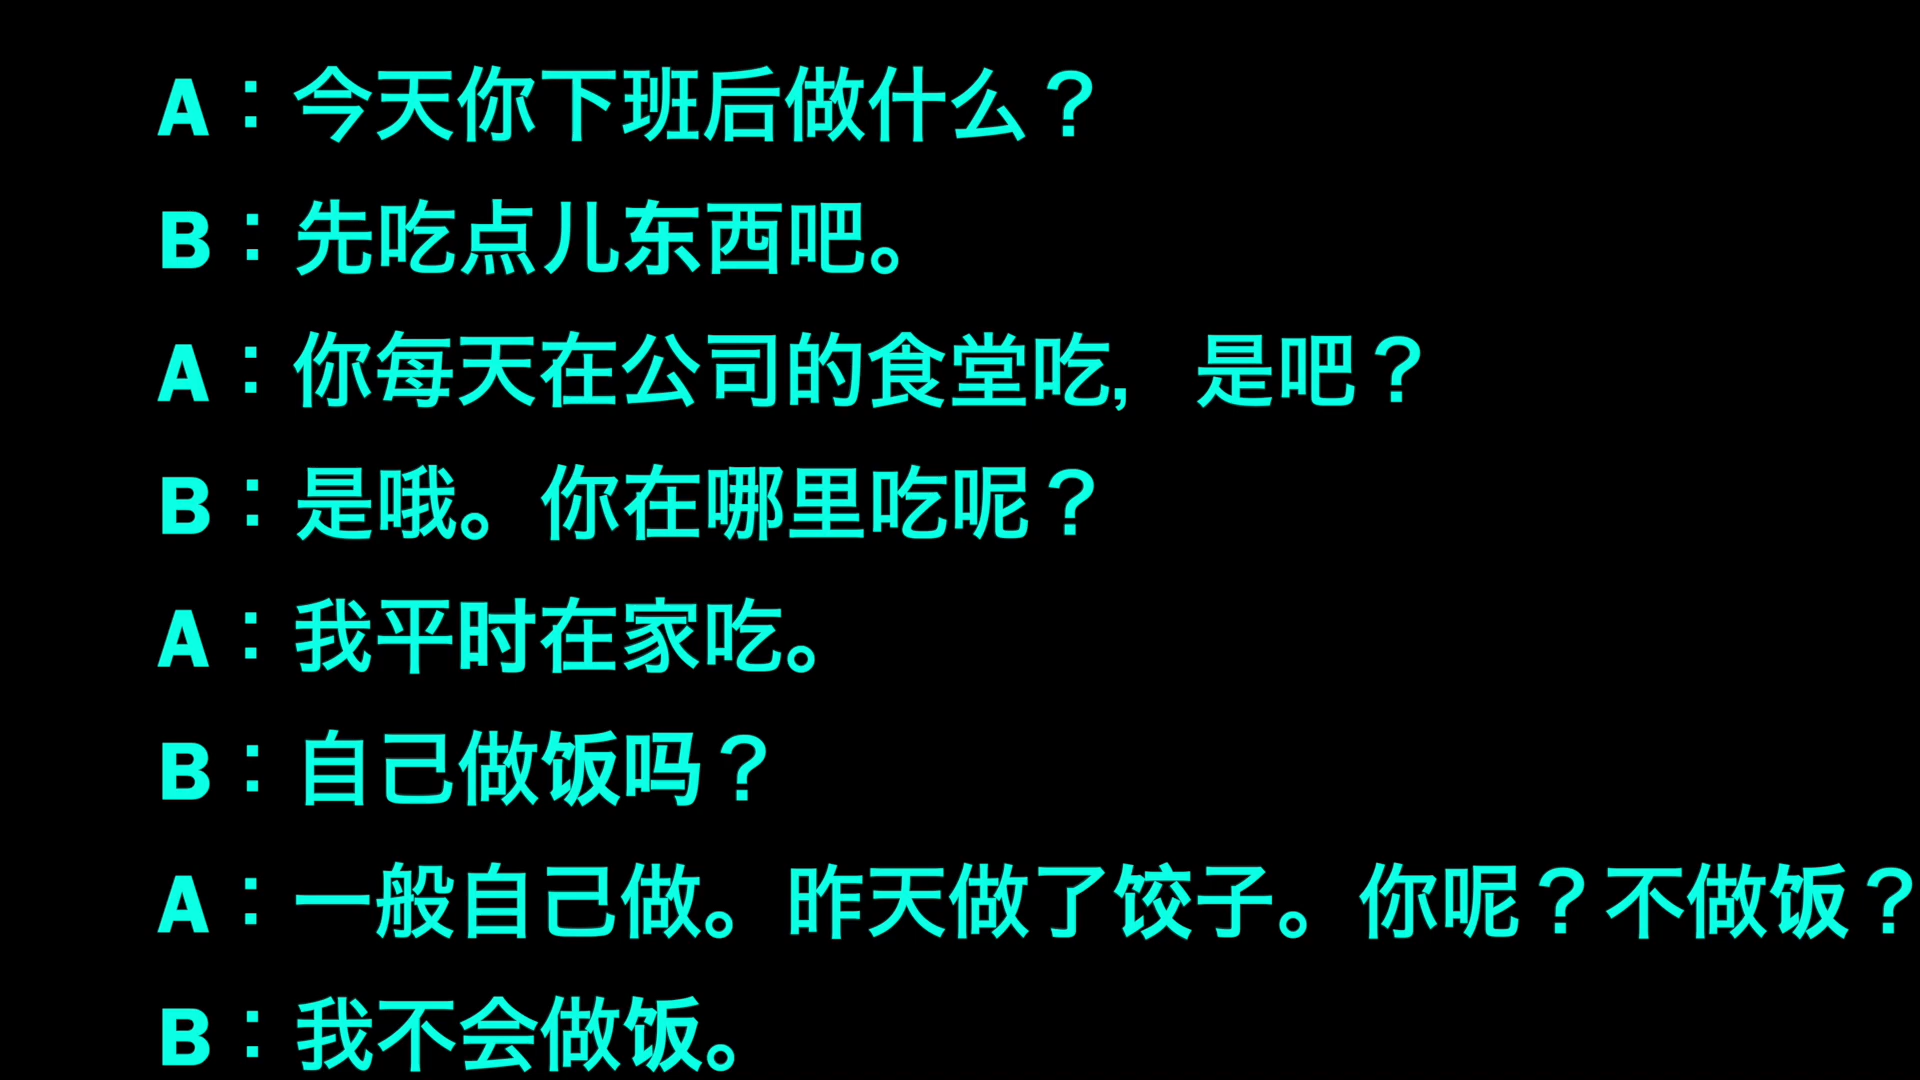 A：今天你下班后做什么？
B：先吃点儿东西吧。
A：你每天在公司的食堂吃, 是吧？
B：是哦。你在哪里吃呢？
A：我平时在家吃。
B：自己做饭吗？
A：一般自己做。昨天做了饺子。你呢？不做饭？
B：我不会做饭。